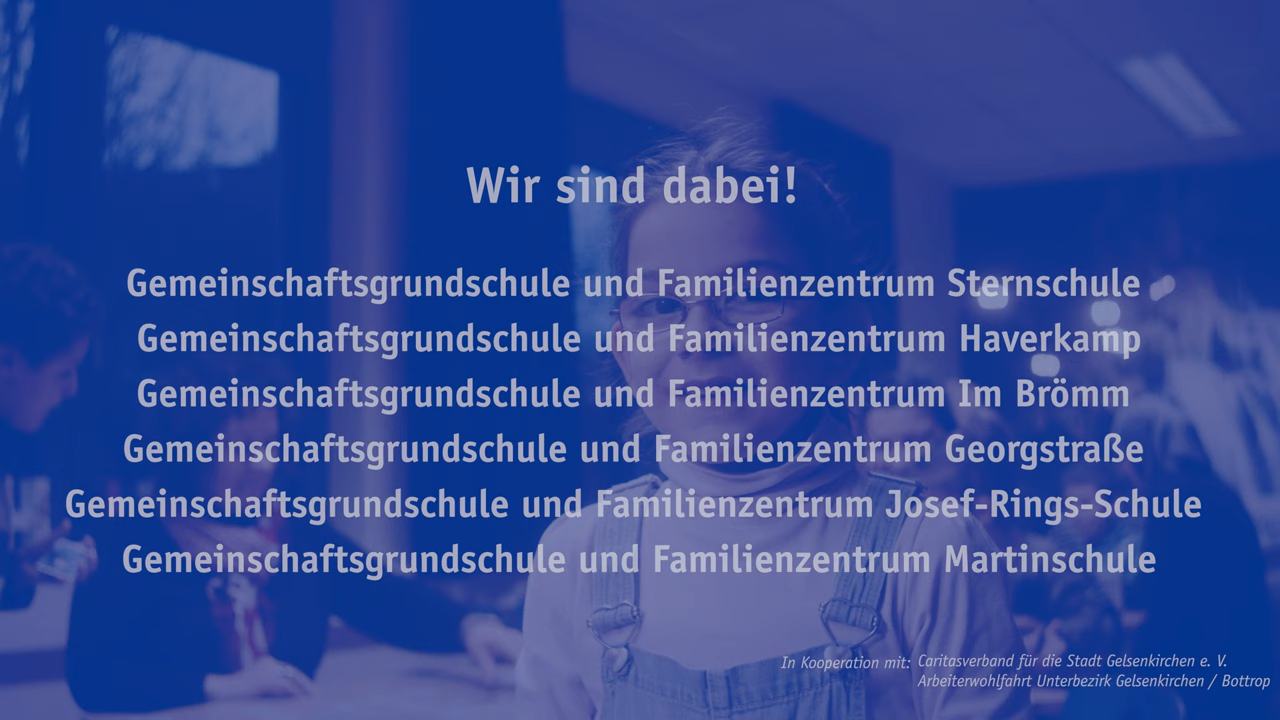 Wir sind dabei!
Gemeinschaftsgrundschule und Familienzentrum Sternschule
Gemeinschaftsgrundschule und Familienzentrum Haverkamp
Gemeinschaftsgrundschule und Familienzentrum Im Brömm
Gemeinschaftsgrundschule und Familienzentrum Georgstraße
Gemeinschaftsgrundschule und Familienzentrum Josef-Rings-Schule
Gemeinschaftsgrundschule und Familienzentrum Martinschule
In Kooperation mit: Caritasverband für die Stadt Gelsenkirchen e. V.
Arbeiterwohlfahrt Unterbezirk Gelsenkirchen / Bottrop